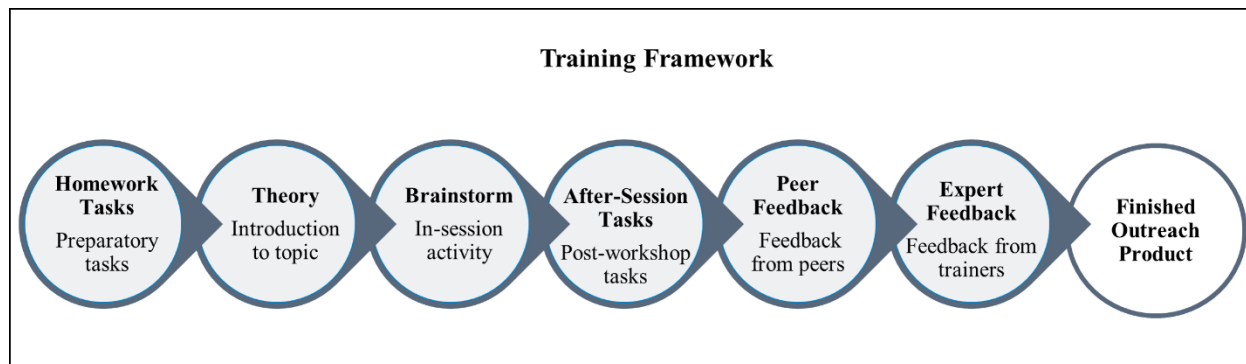 Training Framework
Homework
Tasks
Preparatory
tasks
Theory
Introduction
to topic
Brainstorm
In-session
activity
After-Session
Tasks
Post-workshop
tasks
Peer
Feedback
Feedback
from peers
Expert
Feedback
Feedback from
trainers
Finished
Outreach
Product